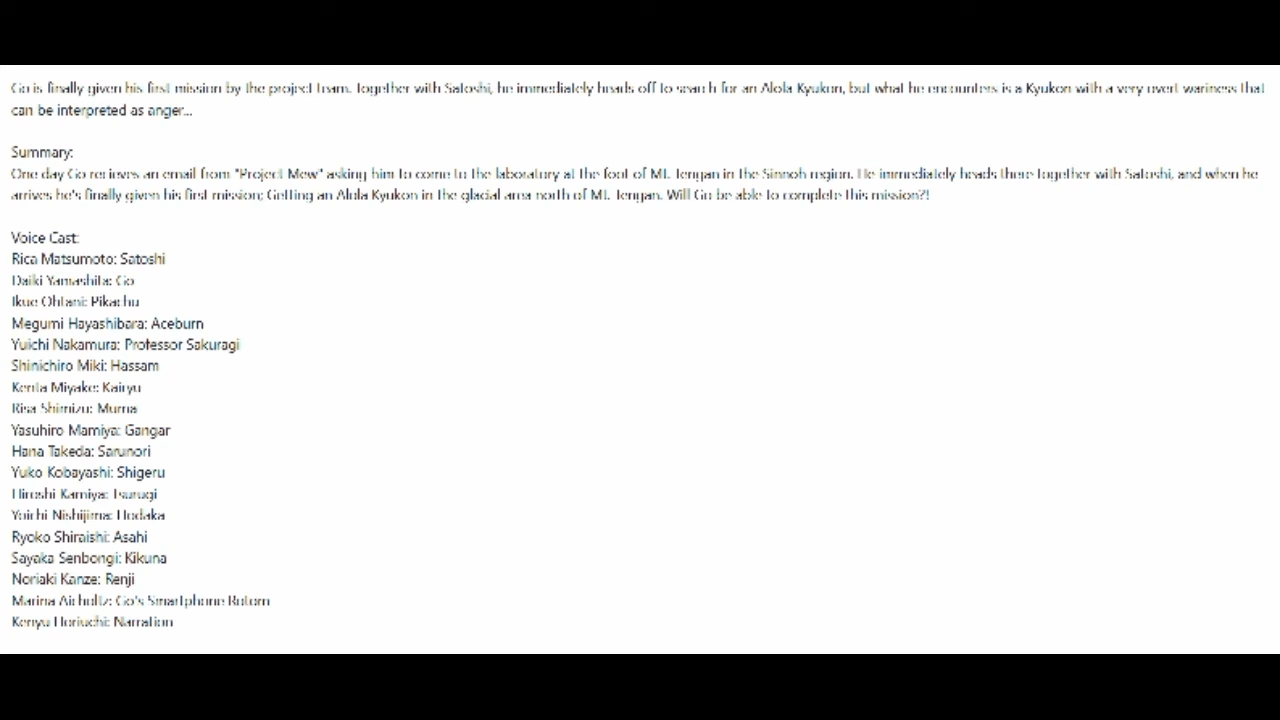 Go is finally given his first mission by the project team. Together with Satoshi, he immediately heads off to search for an Alola Kyukon, but what he encounters is a Kyukon with a very overt wariness that
can be interpreted as anger...
Summary:
One day Go recieves an email from "Project Mew" asking him to come to the laboratory at the foot of Mt. Tengan in the Sinnoh region. He immediately heads there together with Satoshi, and when he
arrives he's finally given his first mission; Getting an Alola Kyukon in the glacial area north of Mt. Tengan. Will Go be able to complete this mission?!
Voice Cast:
Rica Matsumoto: Satoshi
Daiki Yamashita: Go
Ikue Ohtani: Pikachu
Megumi Hayashibara: Aceburn
Yuichi Nakamura: Professor Sakuragi
Shinichiro Miki: Hassam
Kenta Miyake: Kairyu
Risa Shimizu: Muma
Yasuhiro Mamiya: Gangar
Hana Takeda: Sarunori
Yuko Kobayashi: Shigeru
Hiroshi Kamiya: Tsurugi
Yoichi Nishijima: Hodaka
Ryoko Shiraishi: Asahi
Sayaka Senbongi: Kikuna
Noriaki Kanze: Renji
Marina Aicholtz: Go's Smartphone Rotom
Kenyu Horiuchi: Narration